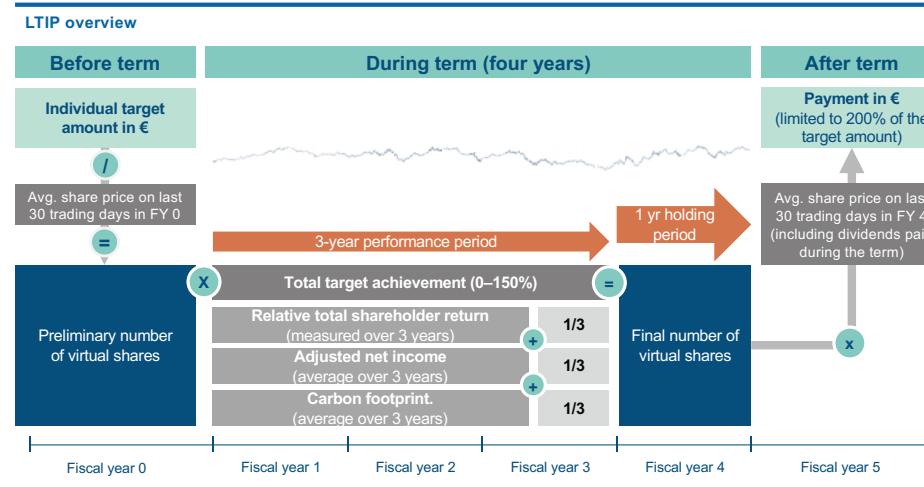 LTIP overview
Before term
During term (four years)
After term
Individual target
amount in €
/
Avg. share price on last
30 trading days in FY 0
=
Preliminary number
of virtual shares
3-year performance period
1 yr holding
period
X
Total target achievement (0–150%)
=
Relative total shareholder return
(measured over 3 years)
1/3
+
Adjusted net income
(average over 3 years)
1/3
+
Carbon footprint.
(average over 3 years)
1/3
Final number of
virtual shares
Payment in €
(limited to 200% of the
target amount)
Avg. share price on las
30 trading days in FY 4
(including dividends pai
during the term)
x
Fiscal year 0
Fiscal year 1
Fiscal year 2
Fiscal year 3
Fiscal year 4
Fiscal year 5